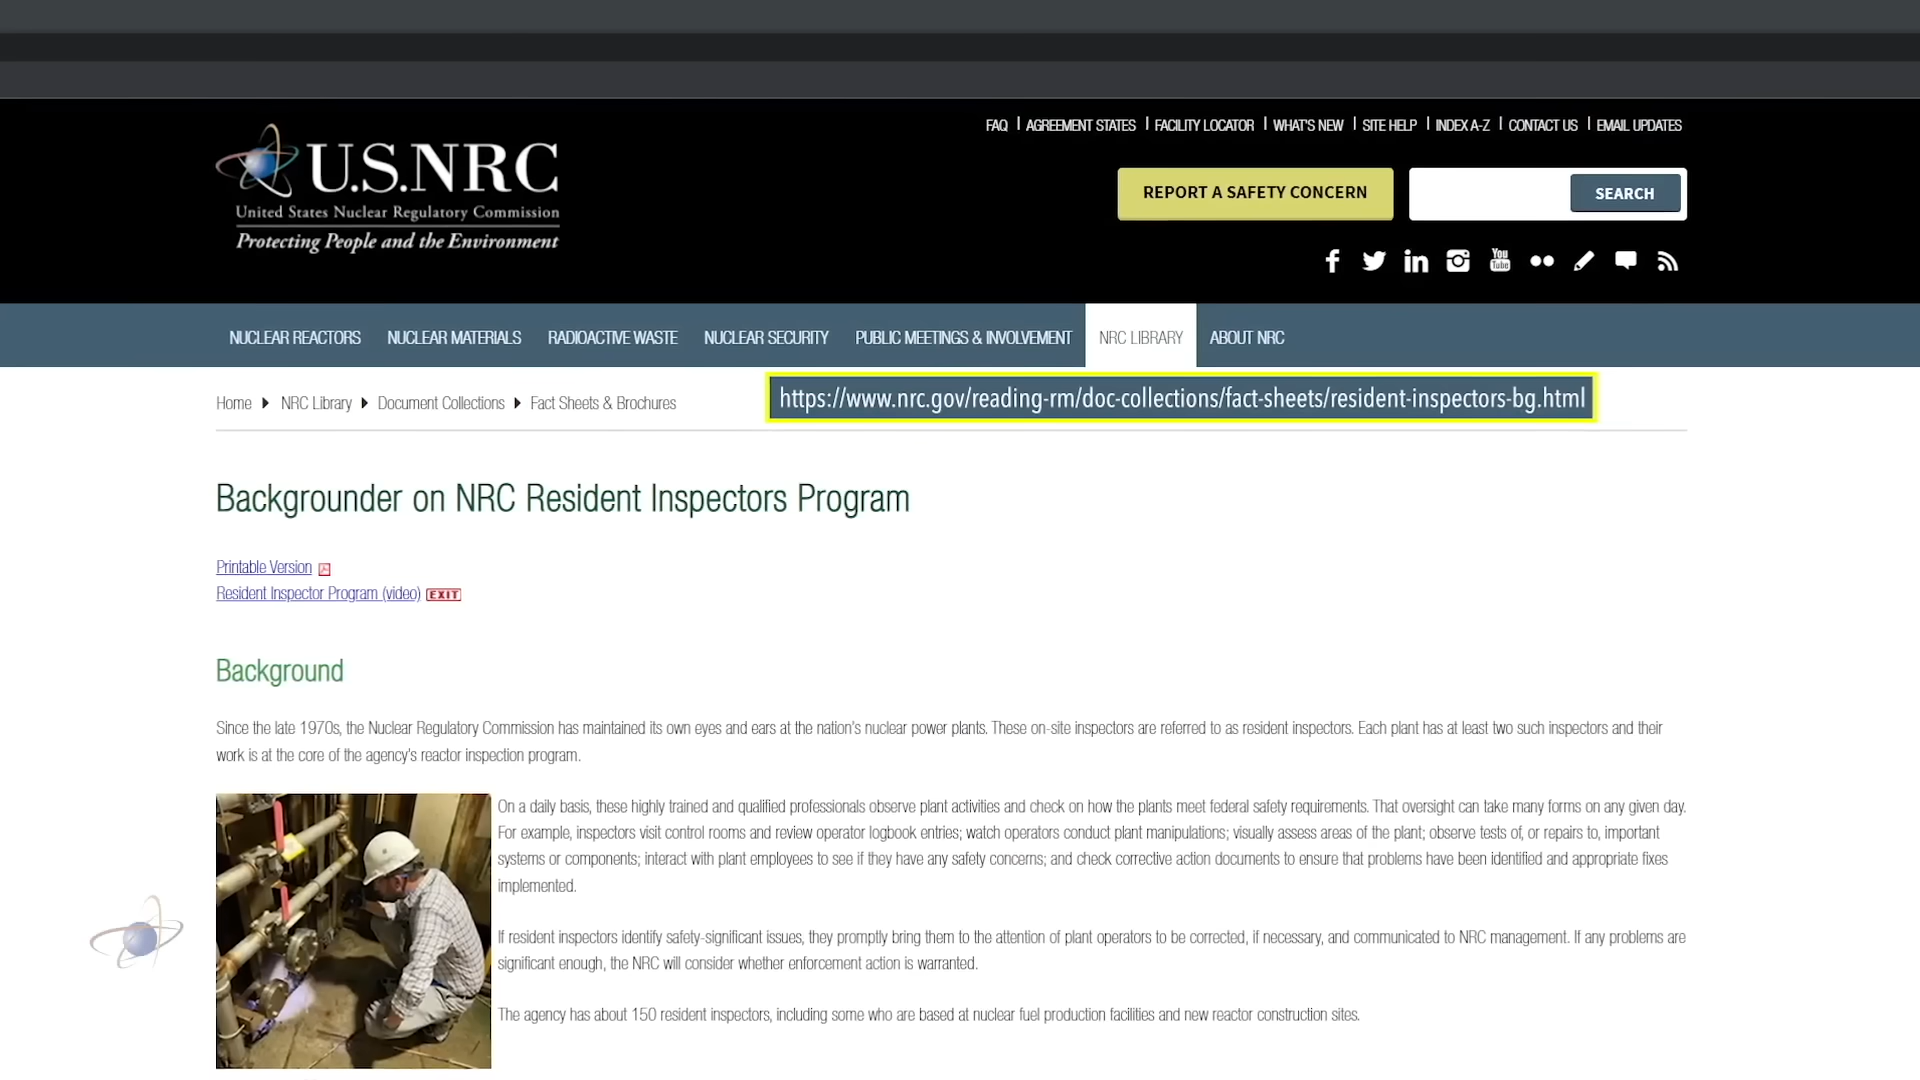 FAQ | AGREEMENT STATES | FACILITY LOCATOR | WHAT'S NEW | SITE HELP | INDEX A-Z | CONTACT US | EMAIL UPDATES
U.S.NRC
United States Nuclear Regulatory Commission
Protecting People and the Environment
REPORT A SAFETY CONCERN
SEARCH
You
Tube
NUCLEAR REACTORS NUCLEAR MATERIALS RADIOACTIVE WASTE NUCLEAR SECURITY PUBLIC MEETINGS & INVOLVEMENT NRC LIBRARY ABOUT NRC
Home NRC Library Document Collections Fact Sheets & Brochures
https://www.nrc.gov/reading-rm/doc-collections/fact-sheets/resident-inspectors-bg.html
Backgrounder on NRC Resident Inspectors Program
Printable Version
Resident Inspector Program (video) EXIT
Background
Since the late 1970s, the Nuclear Regulatory Commission has maintained its own eyes and ears at the nation's nuclear power plants. These on-site inspectors are referred to as resident inspectors. Each plant has at least two such inspectors and their
work is at the core of the agency's reactor inspection program.
On a daily basis, these highly trained and qualified professionals observe plant activities and check on how the plants meet federal safety requirements. That oversight can take many forms on any given day.
For example, inspectors visit control rooms and review operator logbook entries; watch operators conduct plant manipulations; visually assess areas of the plant; observe tests of, or repairs to, important
systems or components; interact with plant employees to see if they have any safety concerns; and check corrective action documents to ensure that problems have been identified and appropriate fixes
implemented.
If resident inspectors identify safety-significant issues, they promptly bring them to the attention of plant operators to be corrected, if necessary, and communicated to NRC management. If any problems are
significant enough, the NRC will consider whether enforcement action is warranted.
The agency has about 150 resident inspectors, including some who are based at nuclear fuel production facilities and new reactor construction sites.